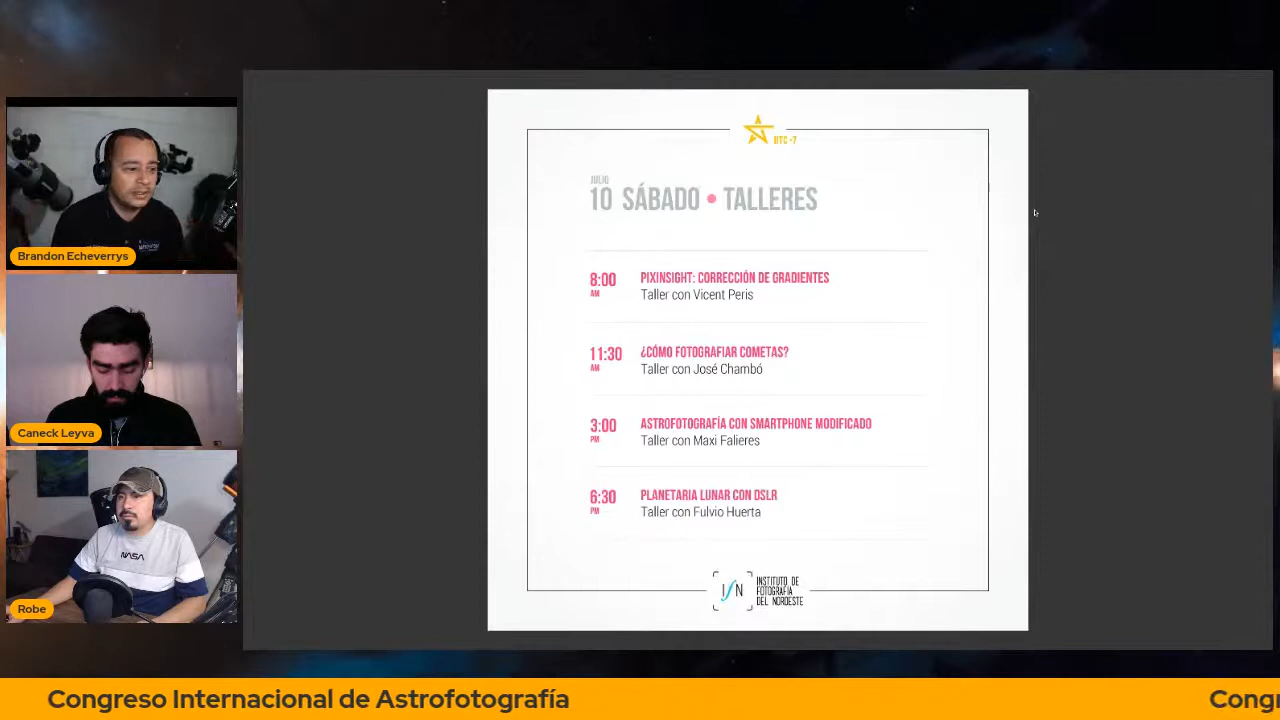 Brandon Echeverrys
Caneck Leyva
NASA
Robe
UTC -7
JULIO
10 SÁBADO • TALLERES
8:00
AM
PIXINSIGHT: CORRECCIÓN DE GRADIENTES
Taller con Vicent Peris
11:30
AM
¿CÓMO FOTOGRAFIAR COMETAS?
Taller con José Chambó
3:00
PM
ASTROFOTOGRAFÍA CON SMARTPHONE MODIFICADO
Taller con Maxi Falieres
6:30
PM
PLANETARIA LUNAR CON DSLR
Taller con Fulvio Huerta
IfN
INSTITUTO DE
FOTOGRAFÍA
DEL NOROESTE
Congreso Internacional de Astrofotografía
Congr